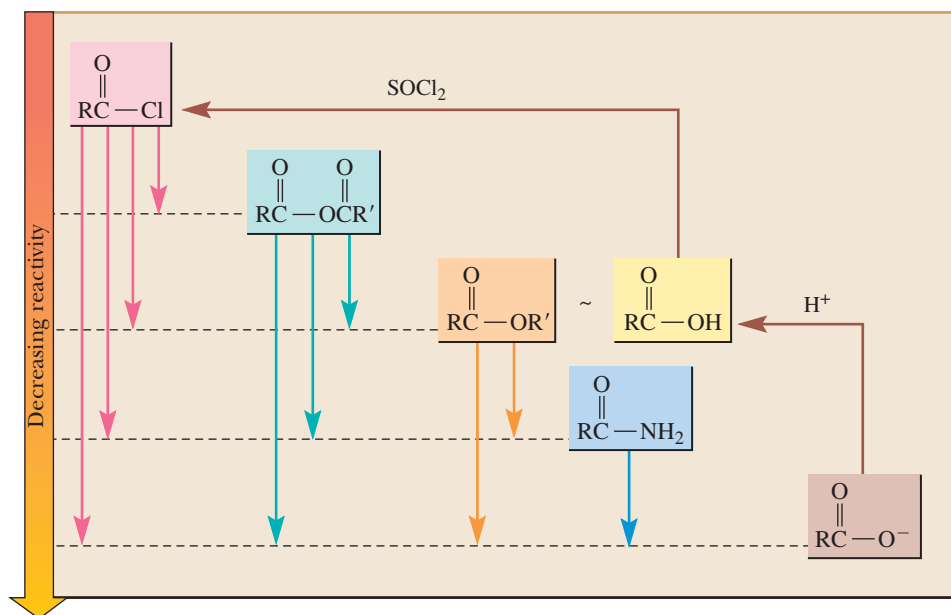 Decreasing reactivity
O
RC—Cl
SOCl₂
O O
RC—OCR′
O
RC—OR′
~
O
RC—OH
H⁺
O
RC—NH₂
O
RC—O⁻